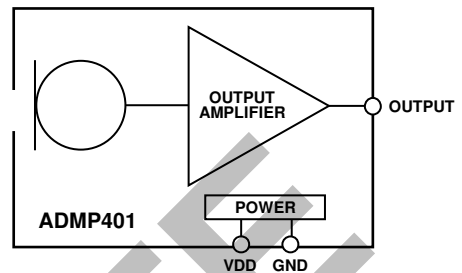 OUTPUT
AMPLIFIER
OUTPUT
POWER
ADMP401
VDD GND